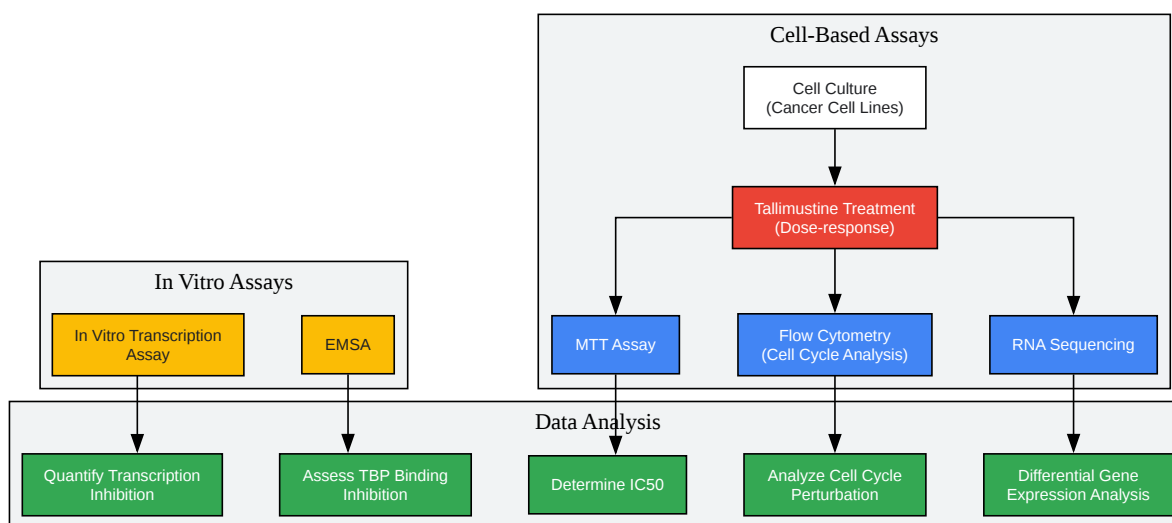 Cell-Based Assays
Cell Culture
(Cancer Cell Lines)
Tallimustine Treatment
(Dose-response)
In Vitro Assays
In Vitro Transcription
Assay
EMSA
MTT Assay
Flow Cytometry
(Cell Cycle Analysis)
RNA Sequencing
Data Analysis
Quantify Transcription
Inhibition
Assess TBP Binding
Inhibition
Determine IC50
Analyze Cell Cycle
Perturbation
Differential Gene
Expression Analysis